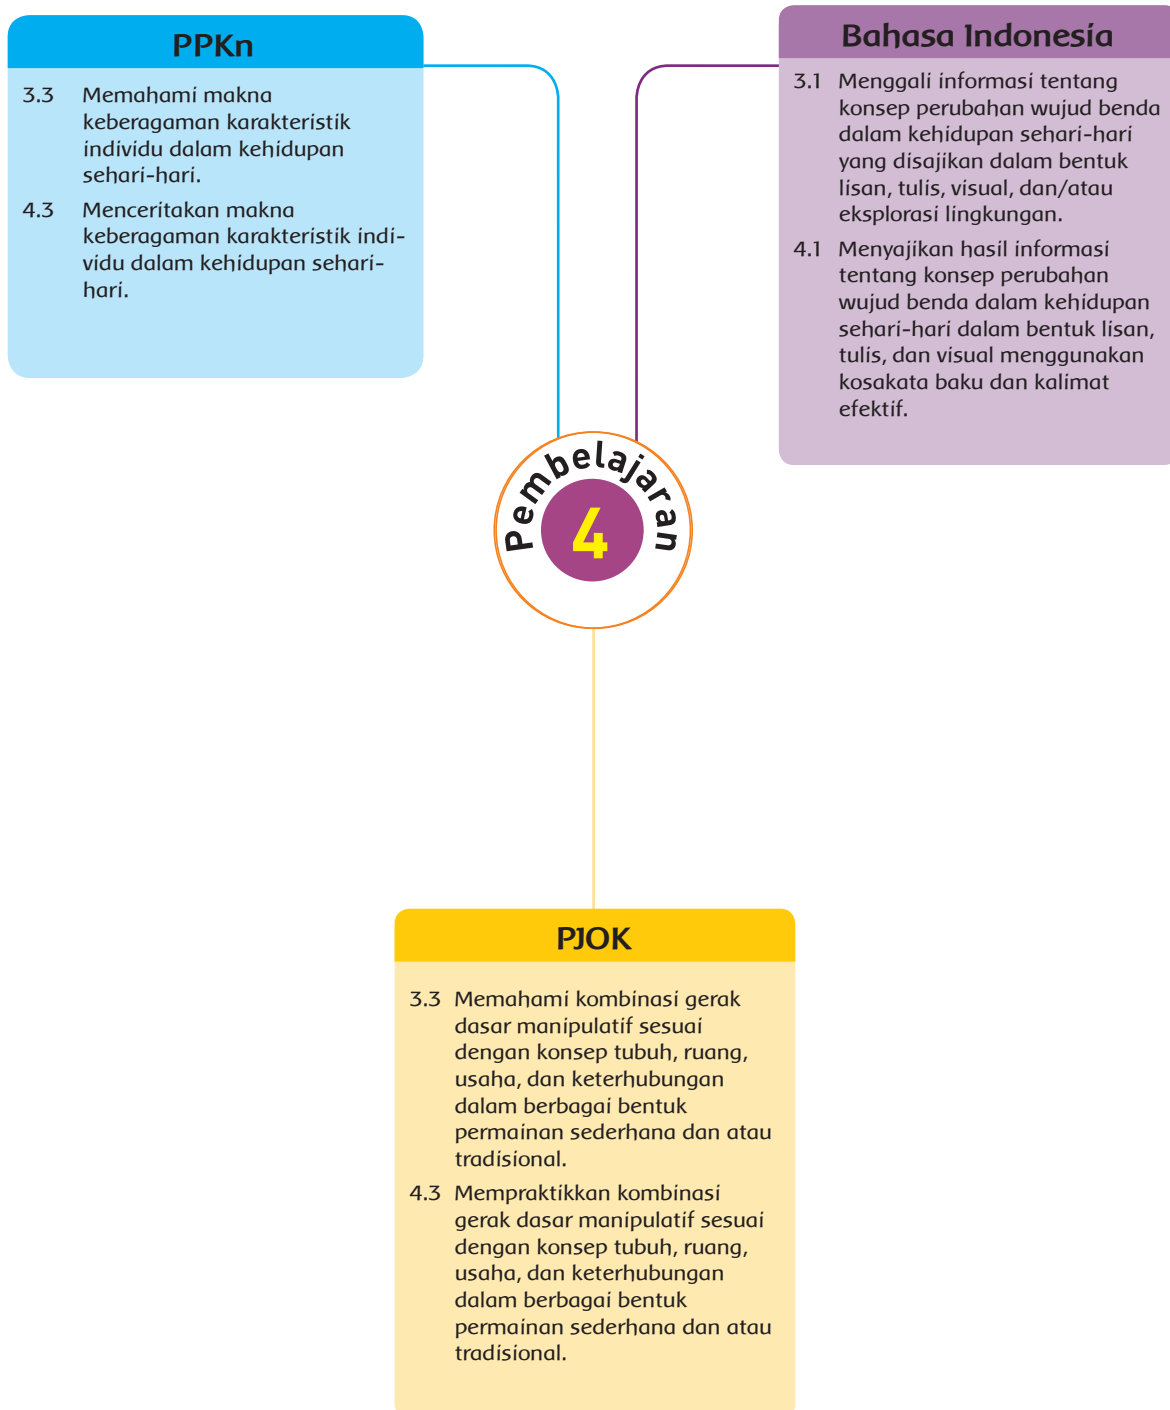 PPKn
3.3 Memahami makna
keberagaman karakteristik
individu dalam kehidupan
sehari-hari.
4.3 Menceritakan makna
keberagaman karakteristik indi-
vidu dalam kehidupan sehari-
hari.
Bahasa Indonesia
3.1 Menggali informasi tentang
konsep perubahan wujud benda
dalam kehidupan sehari-hari
yang disajikan dalam bentuk
lisan, tulis, visual, dan/atau
eksplorasi lingkungan.
4.1 Menyajikan hasil informasi
tentang konsep perubahan
wujud benda dalam kehidupan
sehari-hari dalam bentuk lisan,
tulis, dan visual menggunakan
kosakata baku dan kalimat
efektif.
Pembelajaran
4
PJOK
3.3 Memahami kombinasi gerak
dasar manipulatif sesuai
dengan konsep tubuh, ruang,
usaha, dan keterhubungan
dalam berbagai bentuk
permainan sederhana dan atau
tradisional.
4.3 Mempraktikkan kombinasi
gerak dasar manipulatif sesuai
dengan konsep tubuh, ruang,
usaha, dan keterhubungan
dalam berbagai bentuk
permainan sederhana dan atau
tradisional.